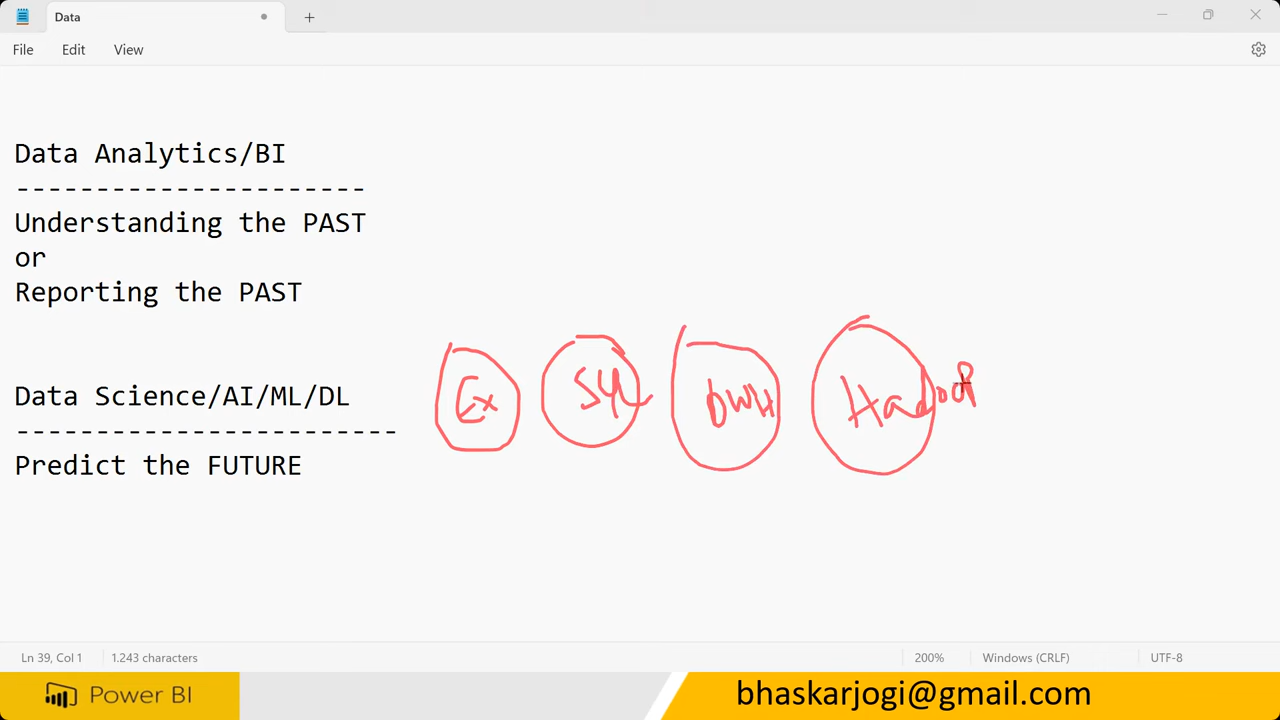 Data
File Edit View
Data Analytics/BI
----------------------
Understanding the PAST
or
Reporting the PAST
Data Science/AI/ML/DL
------------------------
Predict the FUTURE
Ex SQL DWH Hadoop
Ln 39, Col 1 1.243 characters 200% Windows (CRLF) UTF-8
Power BI bhaskarjogi@gmail.com